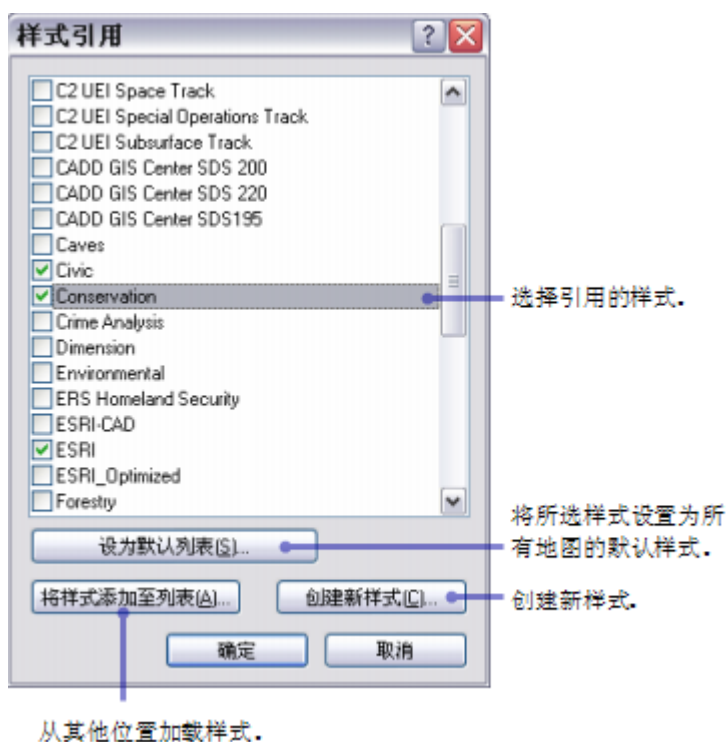 样式引用
C2 UEI Space Track
C2 UEI Special Operations Track
C2 UEI Subsurface Track
CADD GIS Center SDS 200
CADD GIS Center SDS 220
CADD GIS Center SDS195
Caves
Civic
Conservation
选择引用的样式.
Crime Analysis
Dimension
Environmental
ERS Homeland Security
ESRI-CAD
ESRI
ESRI_Optimized
Forestry
设为默认列表(S)...
将所选样式设置为所
有地图的默认样式.
将样式添加至列表(A)...
创建新样式(C)...
创建新样式.
确定
取消
从其他位置加载样式.